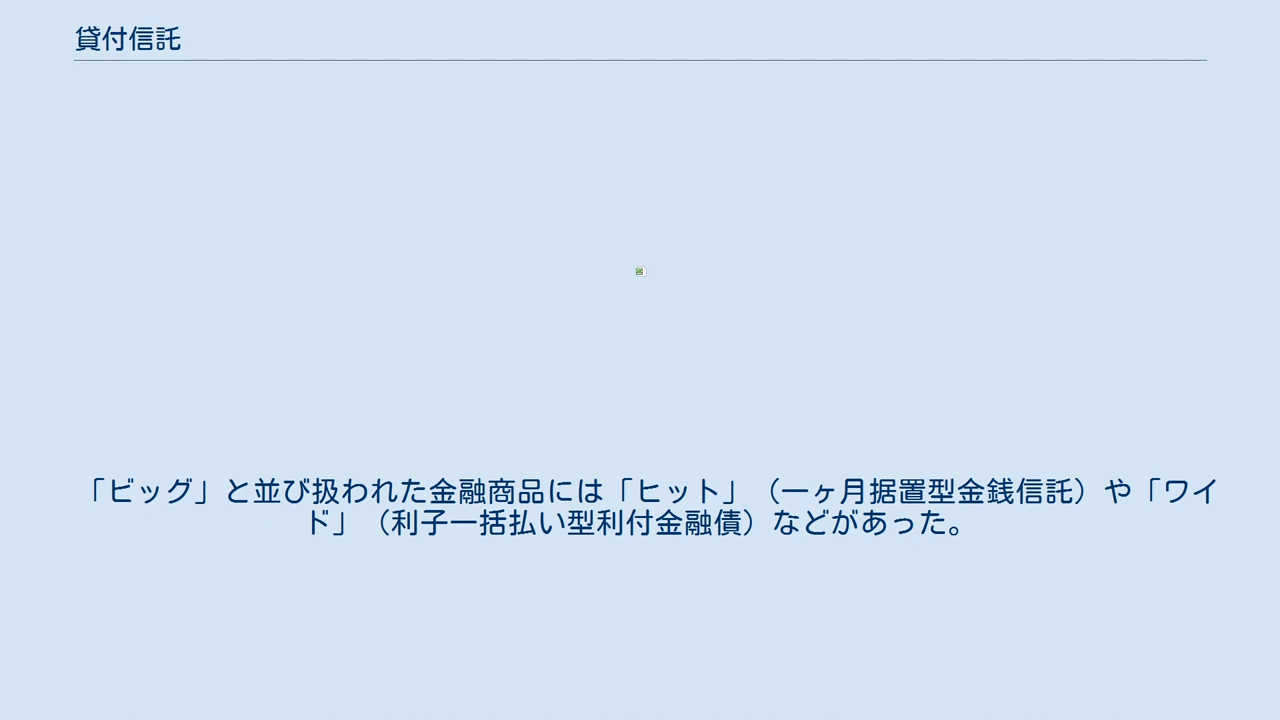 貸付信託
「ビッグ」と並び扱われた金融商品には「ヒット」（一ヶ月据置型金銭信託）や「ワイ
ド」（利子一括払い型利付金融債）などがあった。